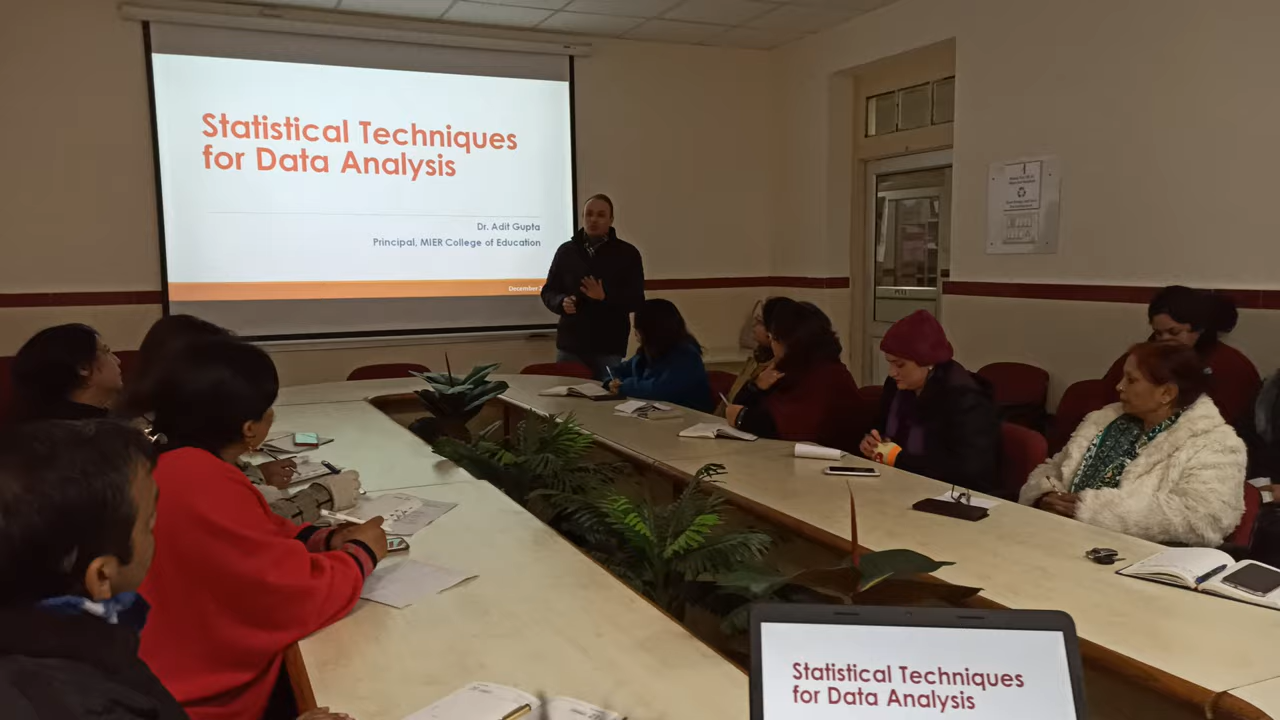 Statistical Techniques
for Data Analysis
Dr. Adit Gupta
Principal, MIER College of Education
December
Statistical Techniques
for Data Analysis